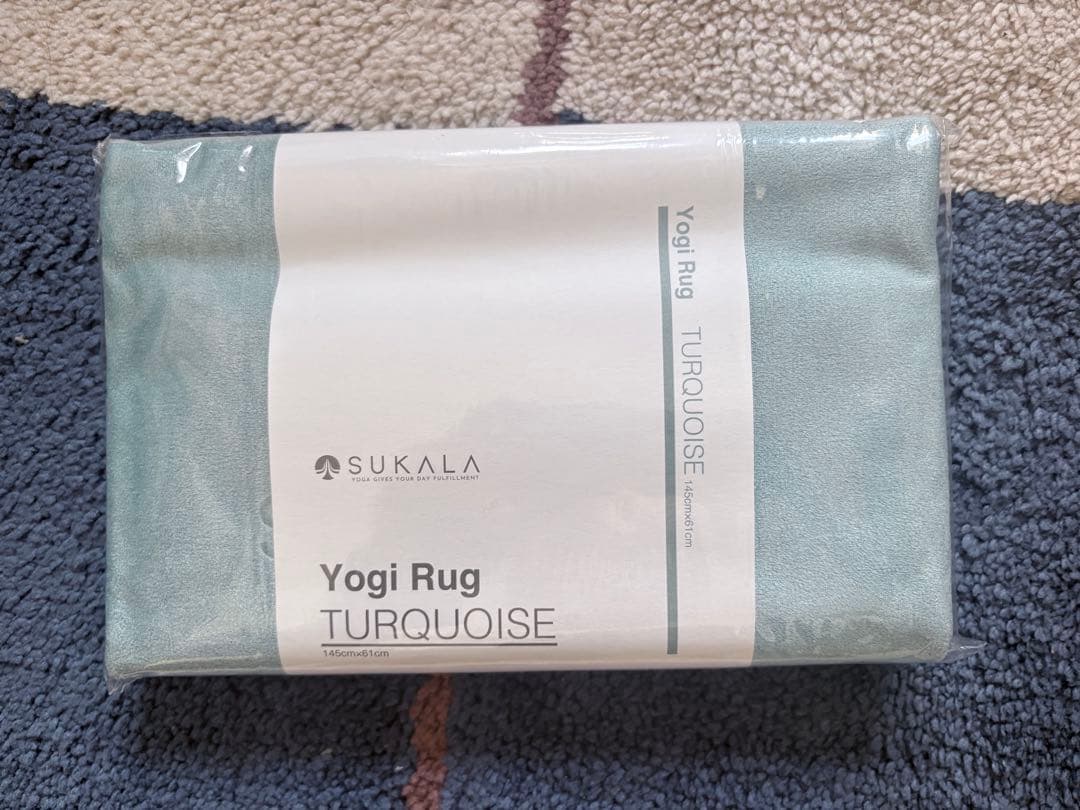 SUKALA
YOGA GIVES YOUR DAY FULFILLMENT
Yogi Rug
TURQUOISE
145cm×61cm
Yogi Rug TURQUOISE 145cm×61cm